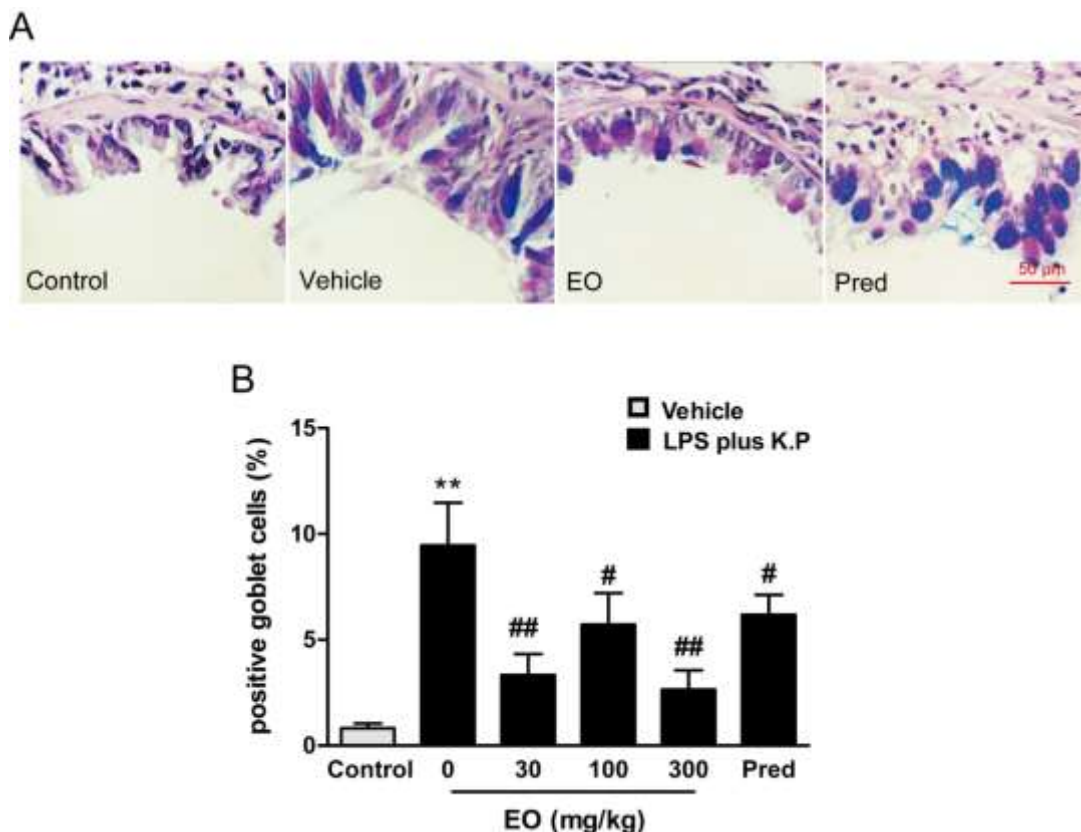 A
Control
Vehicle
EO
Pred
50 µm
B
Vehicle
LPS plus K.P
positive goblet cells (%)
15
10
5
0
**
##
#
##
#
Control 0 30 100 300 Pred
EO (mg/kg)